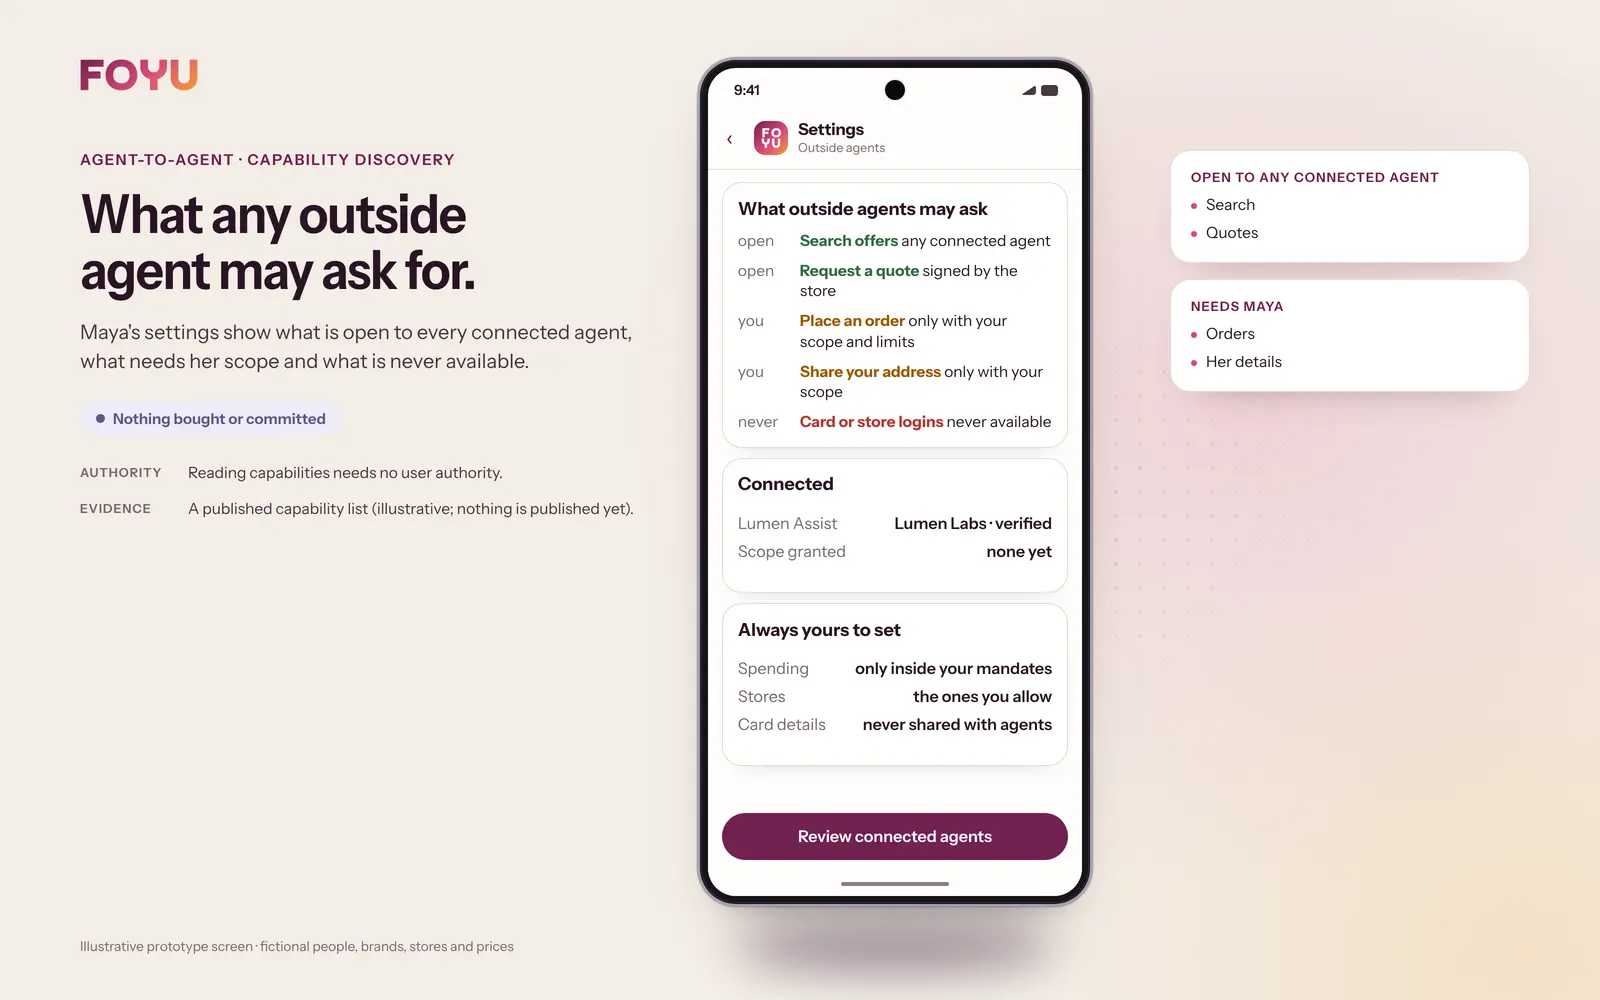 FOYU
AGENT-TO-AGENT · CAPABILITY DISCOVERY
What any outside
agent may ask for.
Maya's settings show what is open to every connected agent,
what needs her scope and what is never available.
Nothing bought or committed
AUTHORITY Reading capabilities needs no user authority.
EVIDENCE A published capability list (illustrative; nothing is published yet).
Illustrative prototype screen · fictional people, brands, stores and prices
9:41
FO
YU
Settings
Outside agents
What outside agents may ask
open Search offers any connected agent
open Request a quote signed by the
store
you Place an order only with your
scope and limits
you Share your address only with your
scope
never Card or store logins never available
Connected
Lumen Assist Lumen Labs · verified
Scope granted none yet
Always yours to set
Spending only inside your mandates
Stores the ones you allow
Card details never shared with agents
Review connected agents
OPEN TO ANY CONNECTED AGENT
Search
Quotes
NEEDS MAYA
Orders
Her details